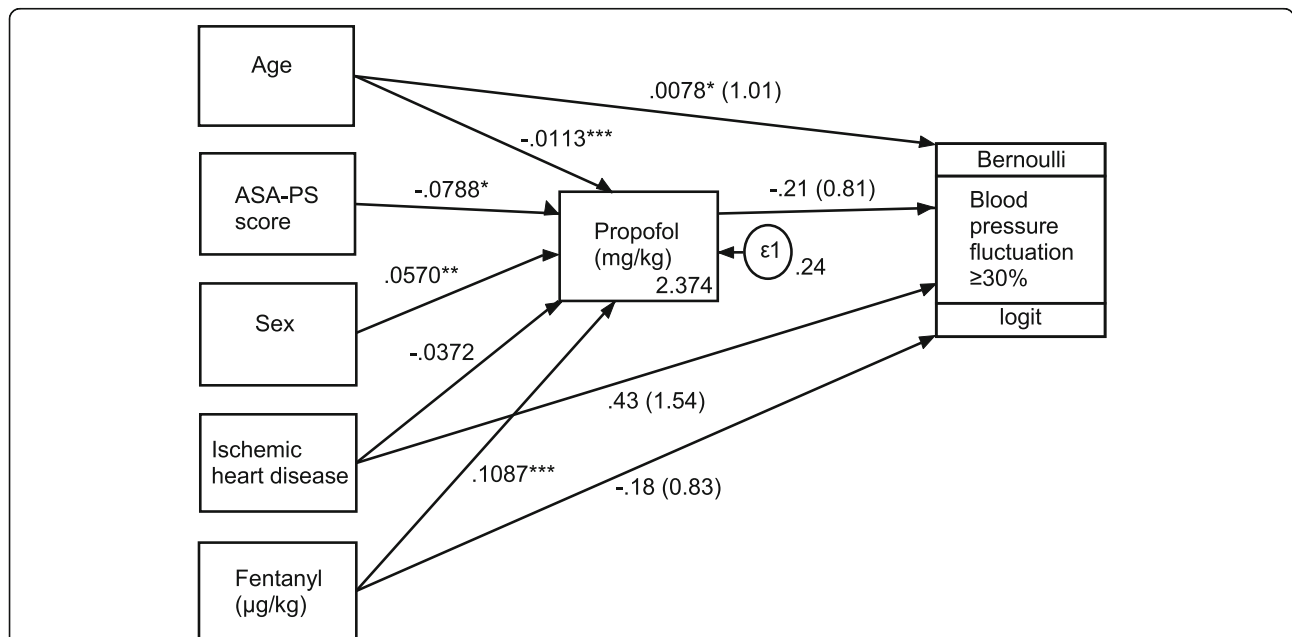 Age
.0078* (1.01)
-.0113***
Bernoulli
ASA-PS
score
-.0788*
-.21 (0.81)
Blood
pressure
fluctuation
≥30%
Propofol
(mg/kg)
2.374
ε1
.24
.0570**
Sex
logit
-.0372
.43 (1.54)
Ischemic
heart disease
.1087***
-.18 (0.83)
Fentanyl
(µg/kg)